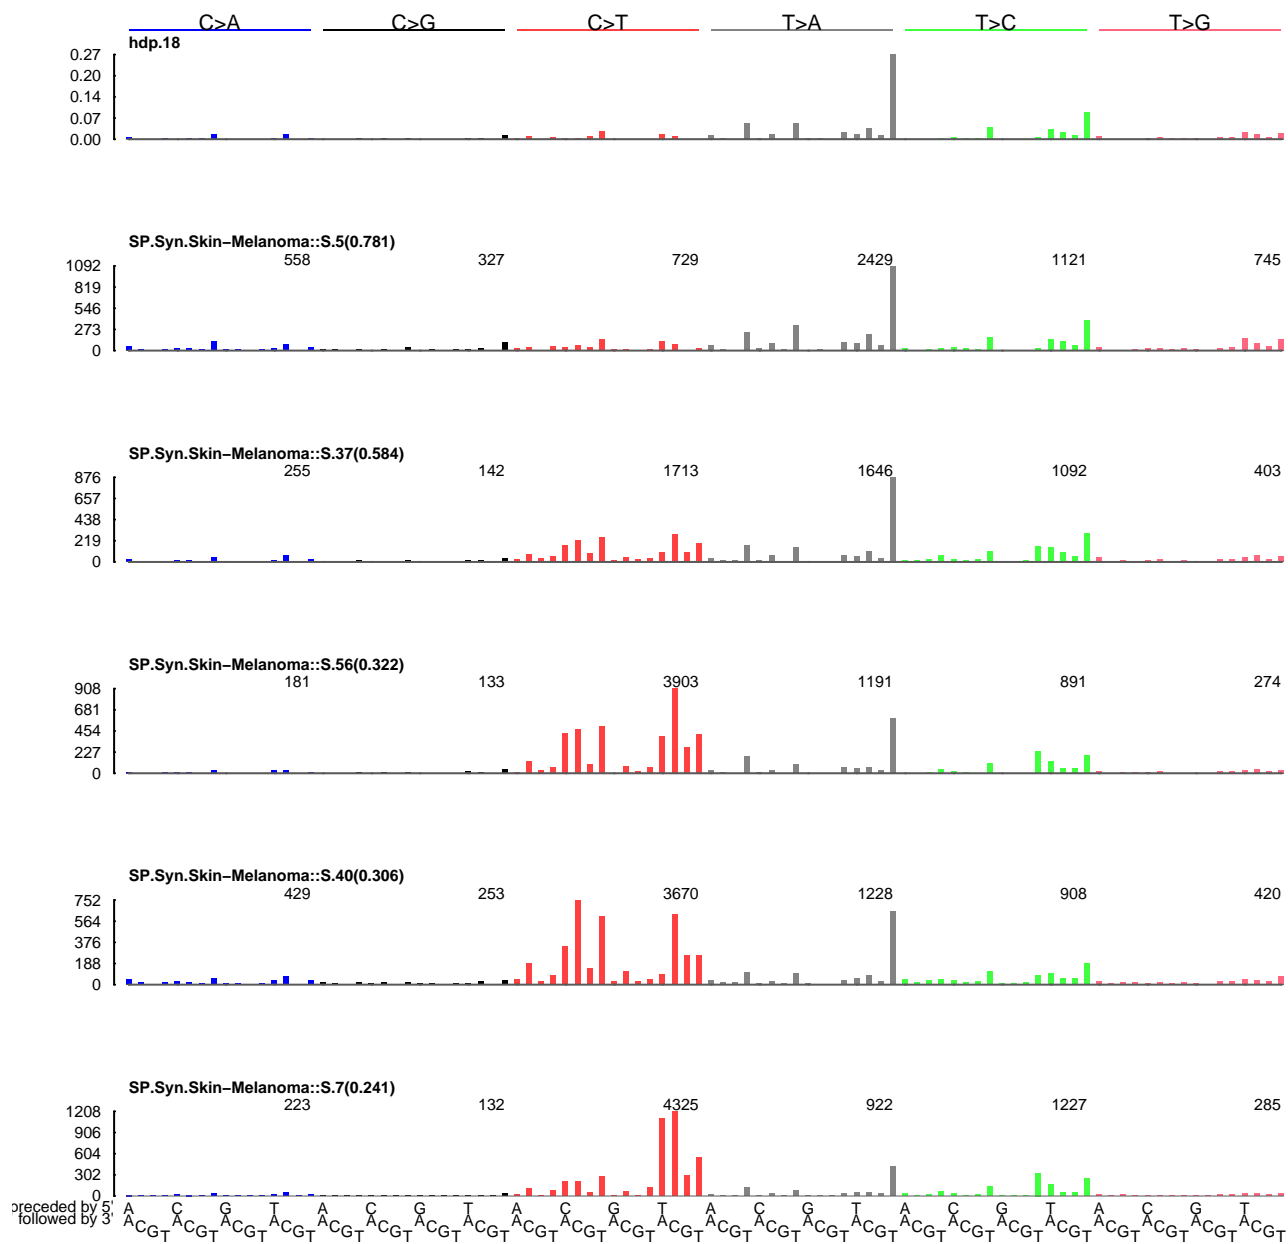 C>A C>G C>T T>A T>C T>G
hdp.18
0.27
0.20
0.14
0.07
0.00
SP.Syn.Skin−Melanoma::S.5(0.781)
558 327 729 2429 1121 745
1092
819
546
273
0
SP.Syn.Skin−Melanoma::S.37(0.584)
255 142 1713 1646 1092 403
876
657
438
219
0
SP.Syn.Skin−Melanoma::S.56(0.322)
181 133 3903 1191 891 274
908
681
454
227
0
SP.Syn.Skin−Melanoma::S.40(0.306)
429 253 3670 1228 908 420
752
564
376
188
0
SP.Syn.Skin−Melanoma::S.7(0.241)
223 132 4325 922 1227 285
1208
906
604
302
0
preceded by 5' A C G T A C G T A C G T A C G T A C G T A C G T
followed by 3' A C G T A C G T A C G T A C G T A C G T A C G T A C G T A C G T A C G T A C G T A C G T A C G T A C G T A C G T A C G T A C G T A C G T A C G T A C G T A C G T A C G T A C G T A C G T A C G T